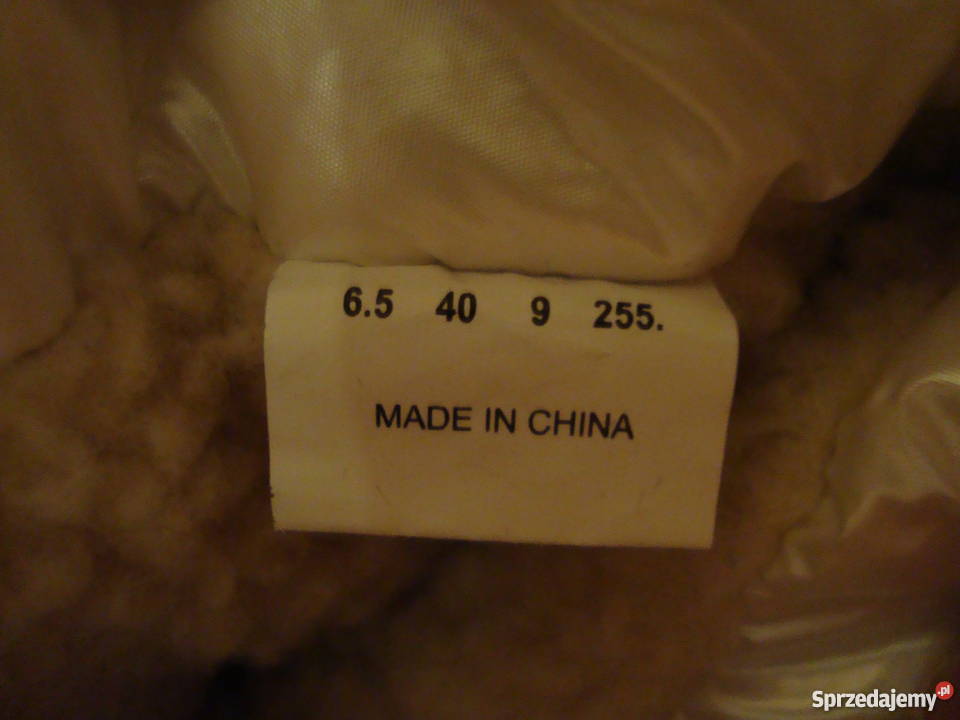 6.5 40 9 255.
MADE IN CHINA
Sprzedajemy.pl